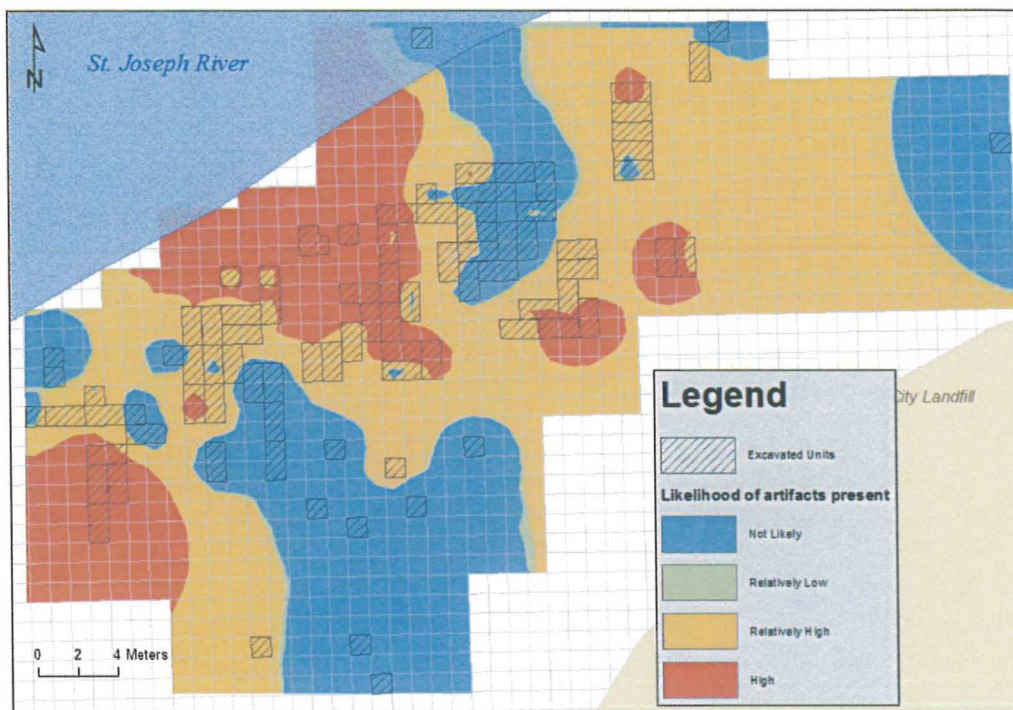 N
St. Joseph River
Legend
City Landfill
Excavated Units
Likelihood of artifacts present
Not Likely
Relatively Low
Relatively High
High
0 2 4 Meters